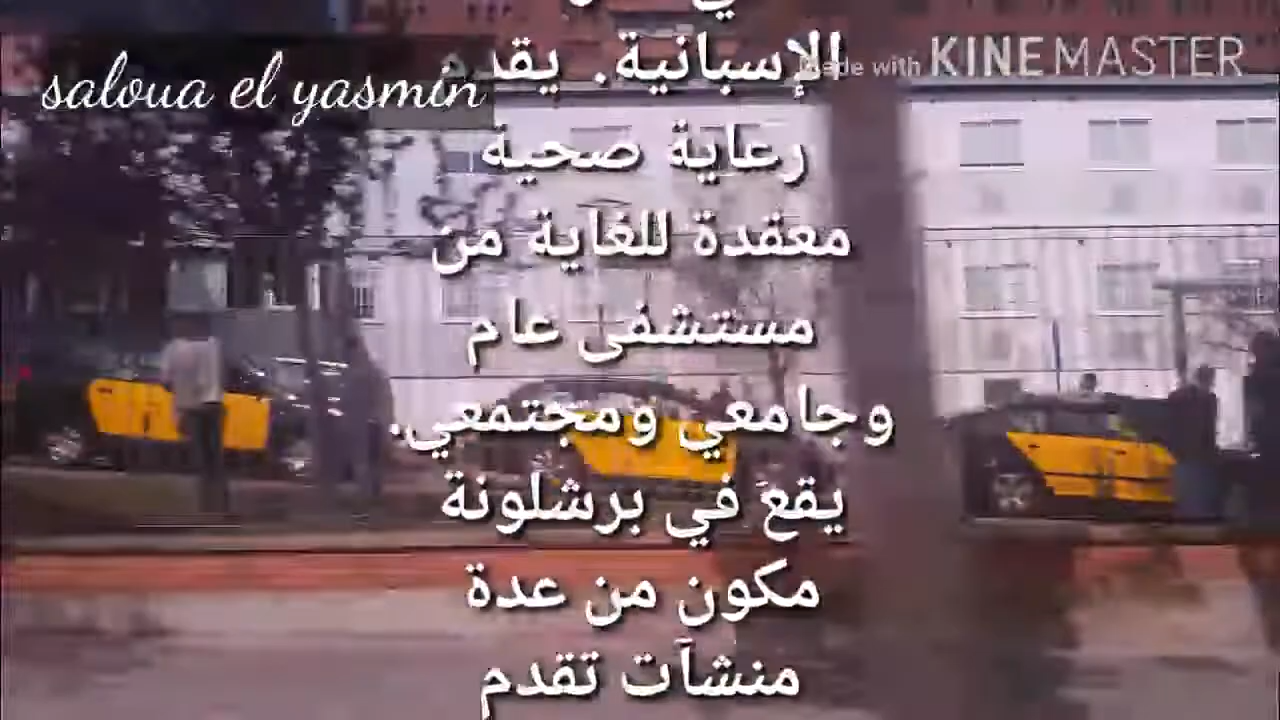 الإسبانية. يقدم
made with KINEMASTER
saloua el yasmin
رعاية صحية
معقدة للغاية من
مستشفى عام
وجامعي ومجتمعي.
يقع في برشلونة
مكون من عدة
منشآت تقدم